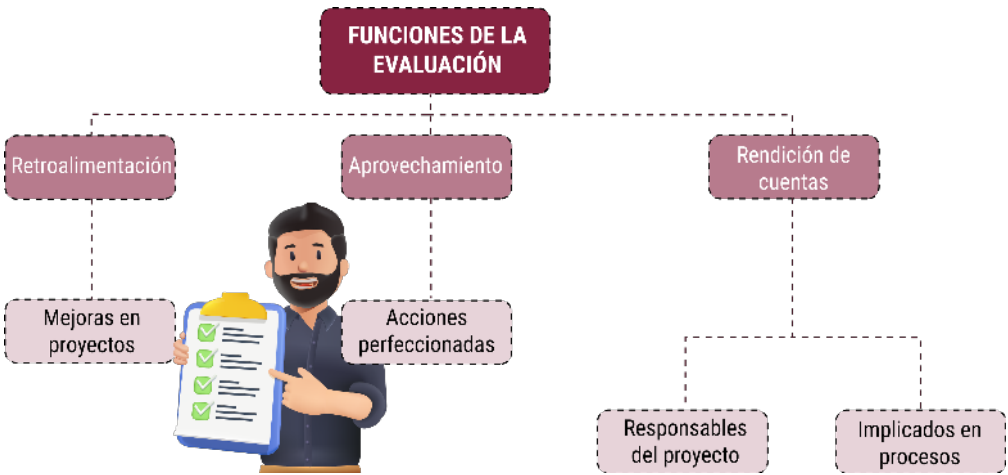 FUNCIONES DE LA
EVALUACIÓN
Retroalimentación
Aprovechamiento
Rendición de
cuentas
Mejoras en
proyectos
Acciones
perfeccionadas
Responsables
del proyecto
Implicados en
procesos